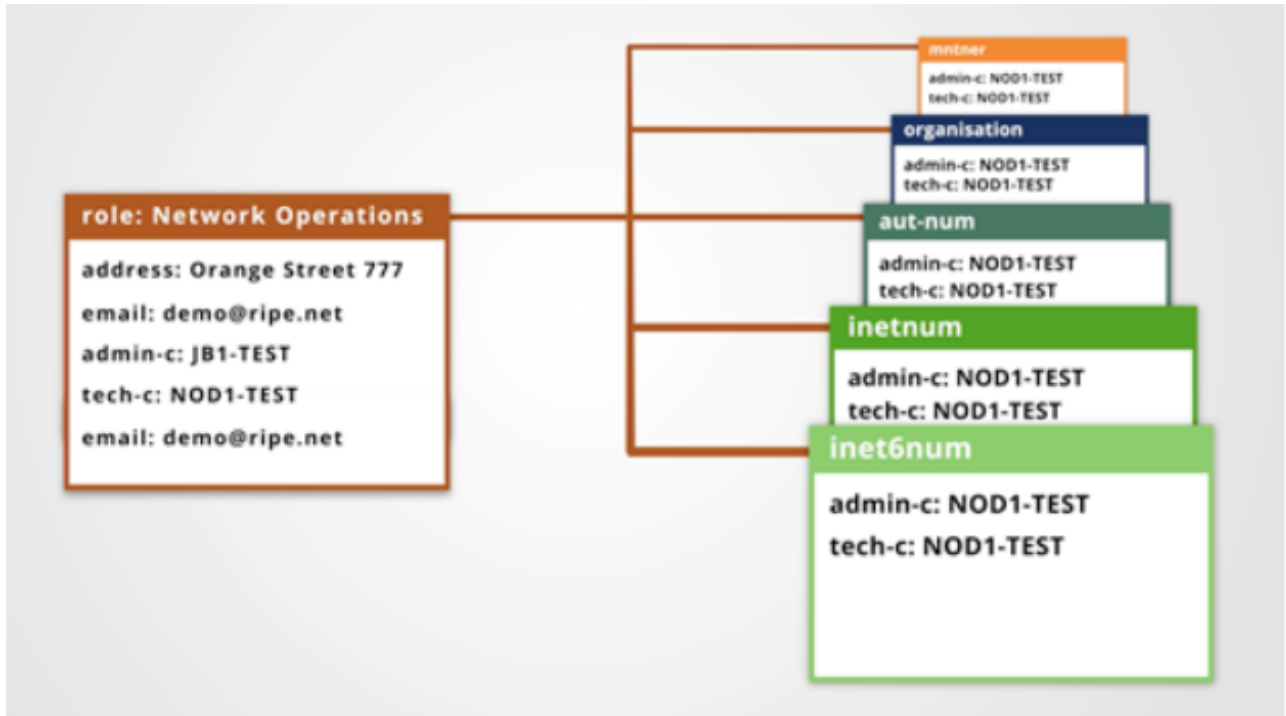 role: Network Operations
address: Orange Street 777
email: demo@ripe.net
admin-c: JB1-TEST
tech-c: NOD1-TEST
email: demo@ripe.net
mntner
admin-c: NOD1-TEST
tech-c: NOD1-TEST
organisation
admin-c: NOD1-TEST
tech-c: NOD1-TEST
aut-num
admin-c: NOD1-TEST
tech-c: NOD1-TEST
inetnum
admin-c: NOD1-TEST
tech-c: NOD1-TEST
inet6num
admin-c: NOD1-TEST
tech-c: NOD1-TEST